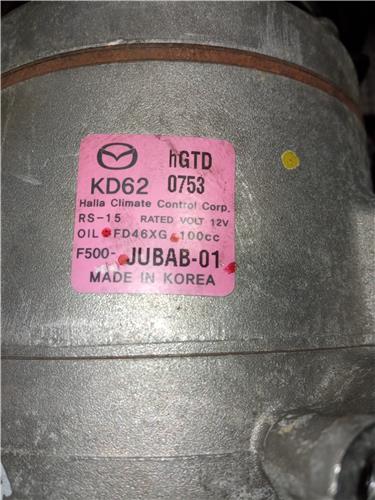 hGTD
KD62 0753
Halla Climate Control Corp.
RS-15 RATED VOLT 12V
OIL FD46XG 100cc
F500-JUBAB-01
MADE IN KOREA